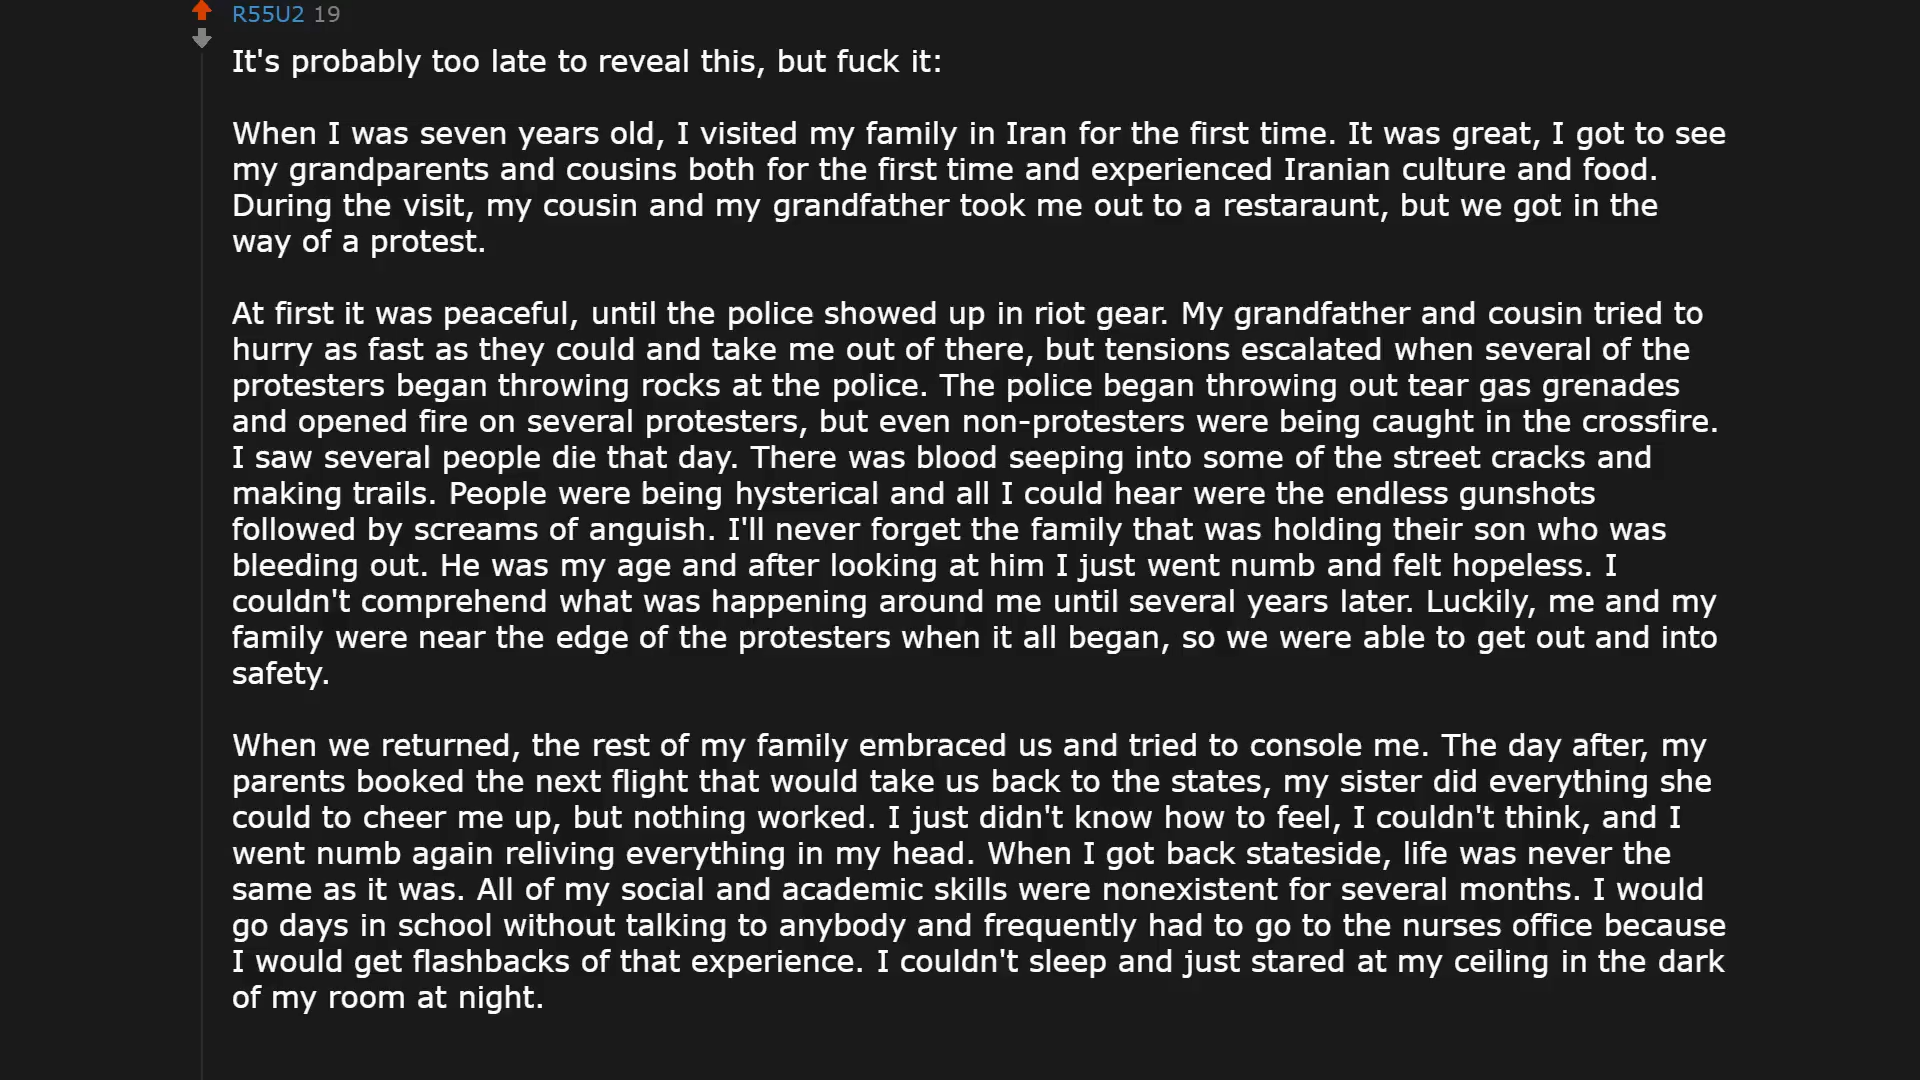 R55U2 19
It's probably too late to reveal this, but fuck it:
When I was seven years old, I visited my family in Iran for the first time. It was great, I got to see
my grandparents and cousins both for the first time and experienced Iranian culture and food.
During the visit, my cousin and my grandfather took me out to a restaraunt, but we got in the
way of a protest.
At first it was peaceful, until the police showed up in riot gear. My grandfather and cousin tried to
hurry as fast as they could and take me out of there, but tensions escalated when several of the
protesters began throwing rocks at the police. The police began throwing out tear gas grenades
and opened fire on several protesters, but even non-protesters were being caught in the crossfire.
I saw several people die that day. There was blood seeping into some of the street cracks and
making trails. People were being hysterical and all I could hear were the endless gunshots
followed by screams of anguish. I'll never forget the family that was holding their son who was
bleeding out. He was my age and after looking at him I just went numb and felt hopeless. I
couldn't comprehend what was happening around me until several years later. Luckily, me and my
family were near the edge of the protesters when it all began, so we were able to get out and into
safety.
When we returned, the rest of my family embraced us and tried to console me. The day after, my
parents booked the next flight that would take us back to the states, my sister did everything she
could to cheer me up, but nothing worked. I just didn't know how to feel, I couldn't think, and I
went numb again reliving everything in my head. When I got back stateside, life was never the
same as it was. All of my social and academic skills were nonexistent for several months. I would
go days in school without talking to anybody and frequently had to go to the nurses office because
I would get flashbacks of that experience. I couldn't sleep and just stared at my ceiling in the dark
of my room at night.